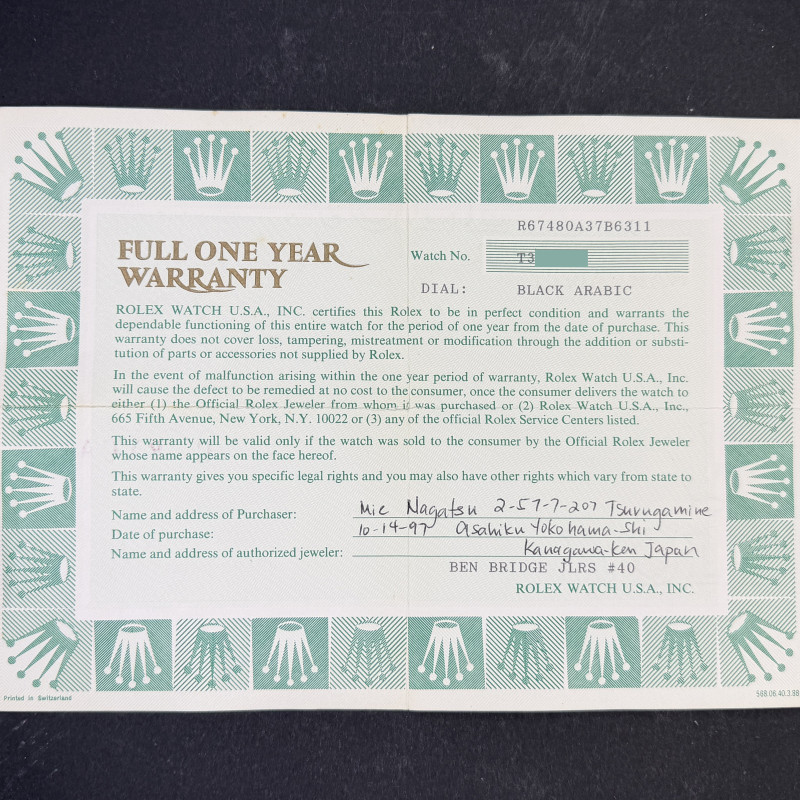 R67480A37B6311
FULL ONE YEAR
WARRANTY
Watch No. T3
DIAL: BLACK ARABIC
ROLEX WATCH U.S.A., INC. certifies this Rolex to be in perfect condition and warrants the
dependable functioning of this entire watch for the period of one year from the date of purchase. This
warranty does not cover loss, tampering, mistreatment or modification through the addition or substi-
tution of parts or accessories not supplied by Rolex.
In the event of malfunction arising within the one year period of warranty, Rolex Watch U.S.A., Inc.
will cause the defect to be remedied at no cost to the consumer, once the consumer delivers the watch to
either (1) the Official Rolex Jeweler from whom it was purchased or (2) Rolex Watch U.S.A., Inc.,
665 Fifth Avenue, New York, N.Y. 10022 or (3) any of the official Rolex Service Centers listed.
This warranty will be valid only if the watch was sold to the consumer by the Official Rolex Jeweler
whose name appears on the face hereof.
This warranty gives you specific legal rights and you may also have other rights which vary from state to
state.
Name and address of Purchaser: Mie Nagatsu 2-57-7-207 Tsurugamine
Date of purchase: 10-14-97 Asahiku Yokohama-Shi
Kanagawa-Ken Japan
Name and address of authorized jeweler:
BEN BRIDGE JLRS #40
ROLEX WATCH U.S.A., INC.
Printed in Switzerland
588.06.40.3.88